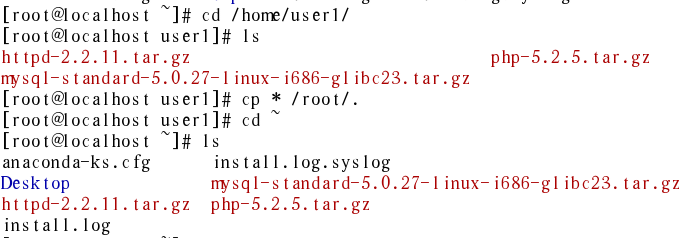 [root@localhost ~]# cd /home/user1/
[root@localhost user1]# ls
httpd-2.2.11.tar.gz php-5.2.5.tar.gz
mysql-standard-5.0.27-linux-i686-glibc23.tar.gz
[root@localhost user1]# cp * /root/.
[root@localhost user1]# cd ~
[root@localhost ~]# ls
anaconda-ks.cfg install.log.syslog
Desktop mysql-standard-5.0.27-linux-i686-glibc23.tar.gz
httpd-2.2.11.tar.gz php-5.2.5.tar.gz
install.log